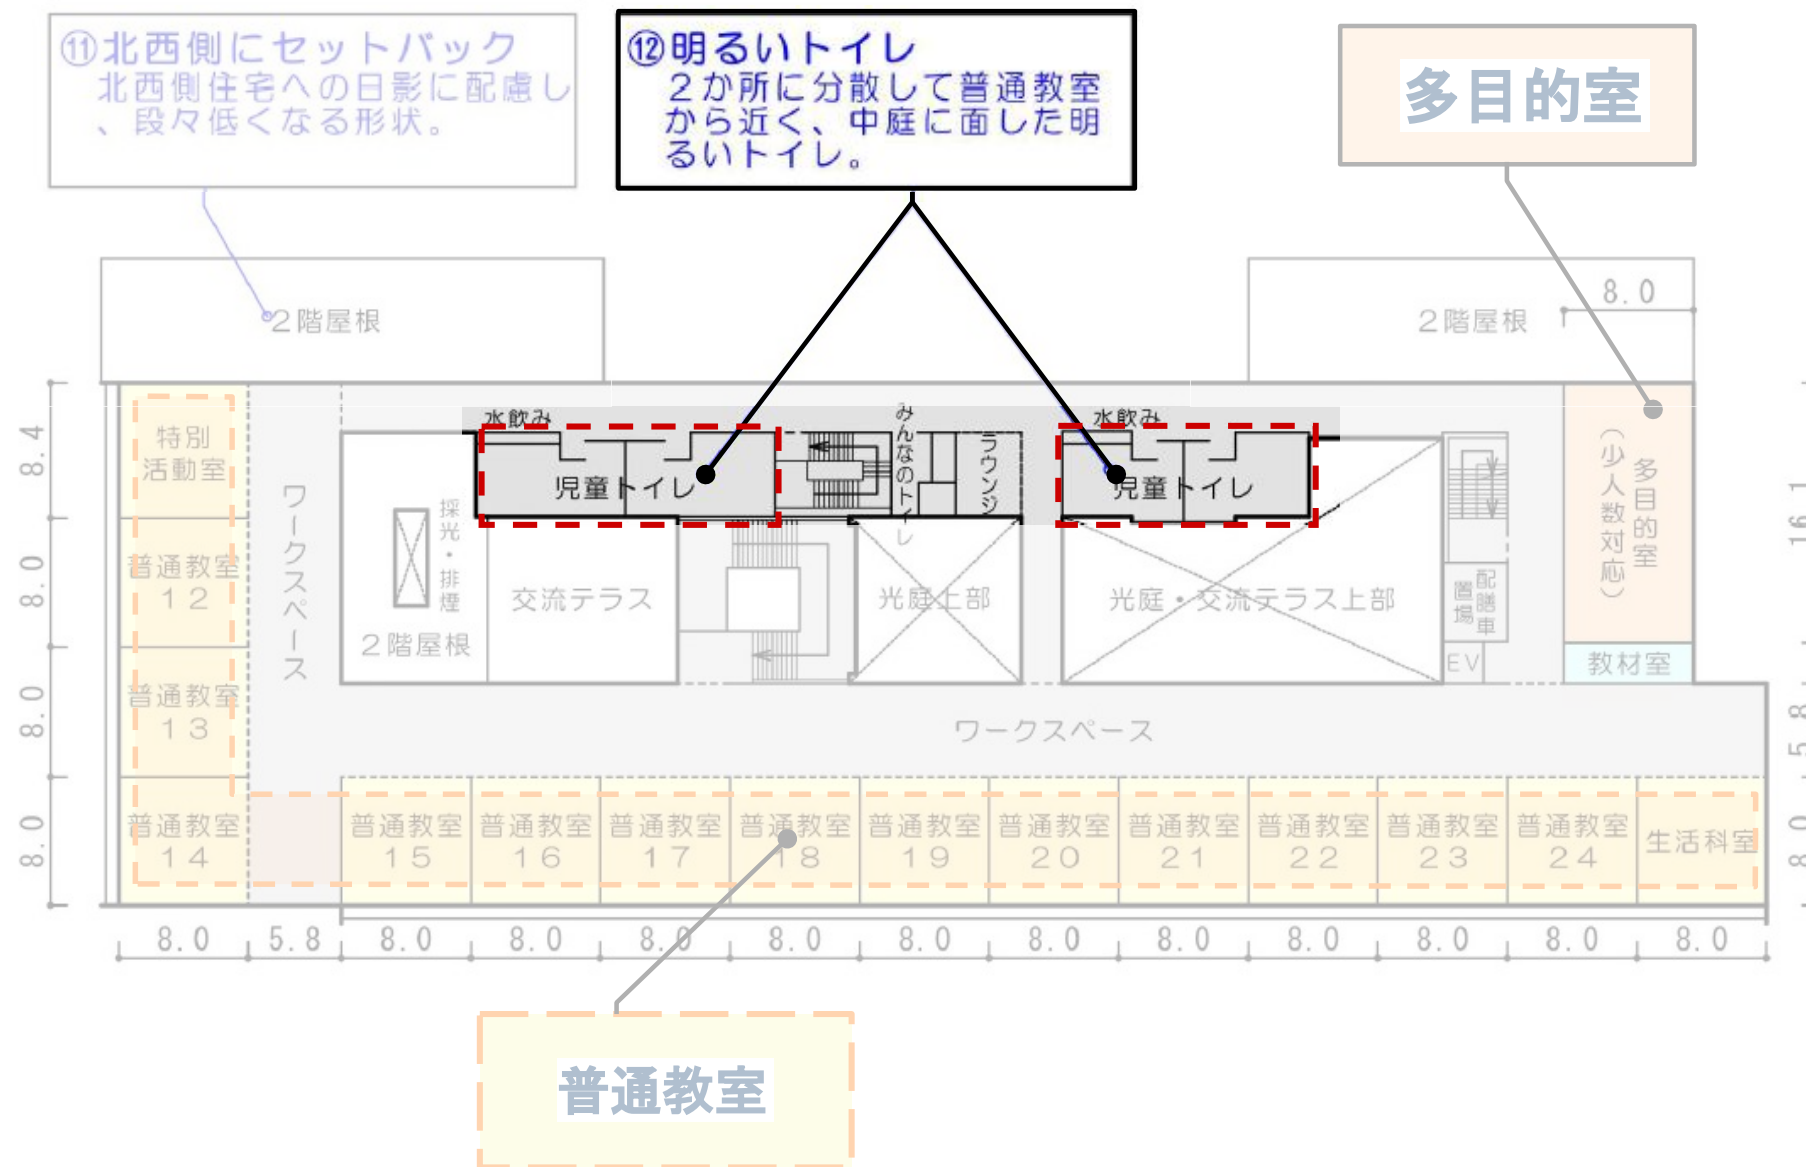 ⑪北西側にセットバック
北西側住宅への日影に配慮し
、段々低くなる形状。
⑫明るいトイレ
２か所に分散して普通教室
から近く、中庭に面した明
るいトイレ。
多目的室
8.0
２階屋根
２階屋根
水飲み
みんなのトイレ
水飲み
8.4
特別
活動室
ラウンジ
児童トイレ
児童トイレ
ワークスペース
採光・排煙
多目的室
（少人数対応）
16.1
8.0
普通教室
１２
交流テラス
光庭上部
光庭・交流テラス上部
配膳車
置場
２階屋根
EV
教材室
8.0
普通教室
１３
ワークスペース
5.8
8.0
普通教室
１４
普通教室
１５
普通教室
１６
普通教室
１７
普通教室
１８
普通教室
１９
普通教室
２０
普通教室
２１
普通教室
２２
普通教室
２３
普通教室
２４
生活科室
8.0
8.0 5.8 8.0 8.0 8.0 8.0 8.0 8.0 8.0 8.0 8.0 8.0 8.0
普通教室